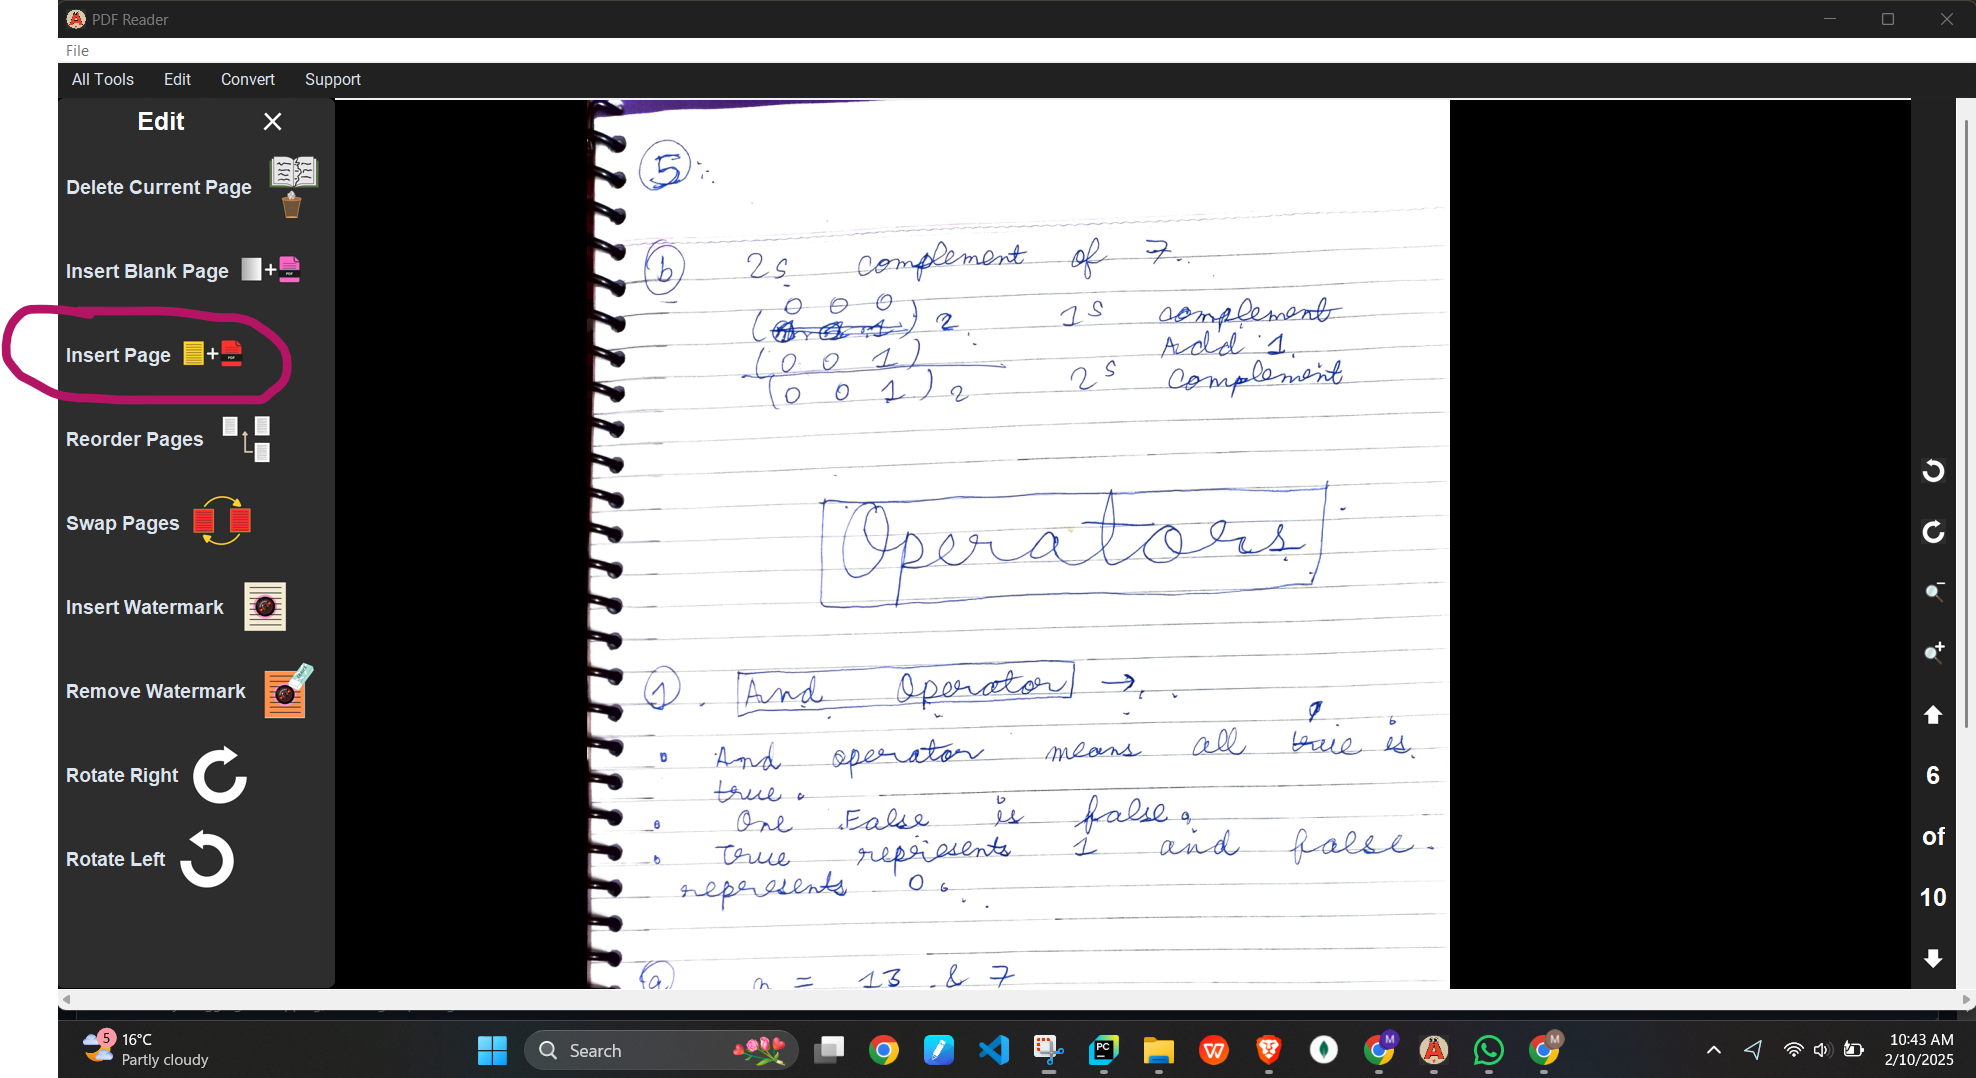 PDF Reader
File
All Tools Edit Convert Support
Edit
Delete Current Page
Insert Blank Page
Insert Page
Reorder Pages
Swap Pages
Insert Watermark
Remove Watermark
Rotate Right
Rotate Left
5
b 2s complement of 7.
0 0 0
( ) 2 1s complement
(0 0 1) Add 1.
(0 0 1) 2 2s complement
Operators
1. And Operator →
And operator means all true is
true.
One False is false.
True represents 1 and false
represents 0.
a n = 13 & 7
6
of
10
5
16°C
Partly cloudy
Search
PC
M
M
10:43 AM
2/10/2025